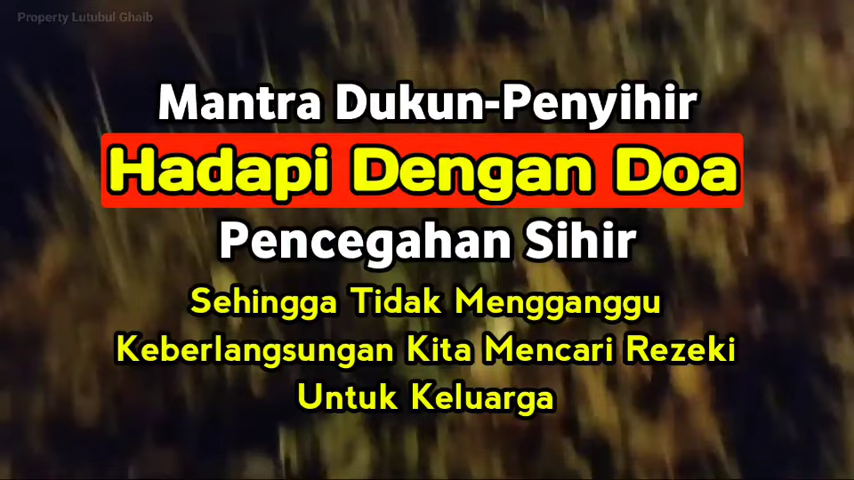 Property Lutubul Ghaib
Mantra Dukun-Penyihir
Hadapi Dengan Doa
Pencegahan Sihir
Sehingga Tidak Mengganggu
Keberlangsungan Kita Mencari Rezeki
Untuk Keluarga